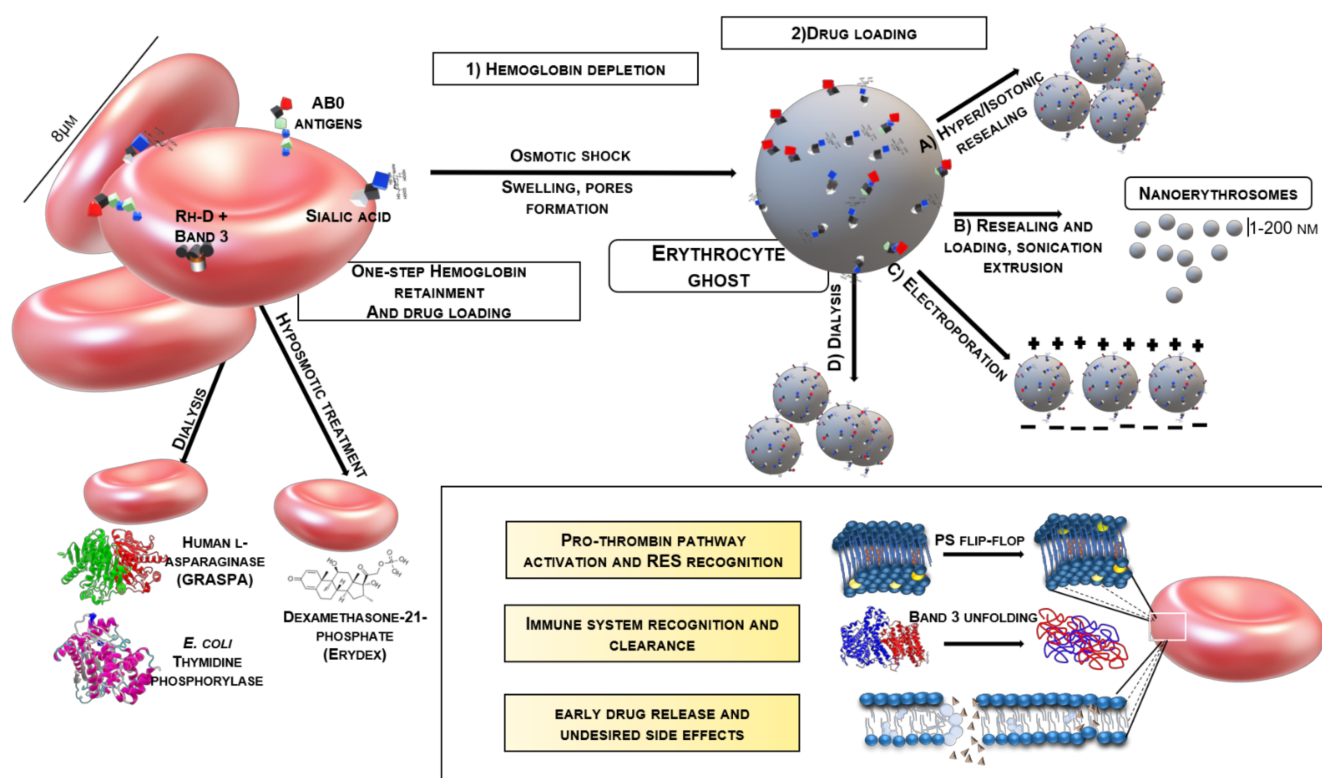 8μM
AB0
ANTIGENS
RH-D +
BAND 3
SIALIC ACID
1) HEMOGLOBIN DEPLETION
OSMOTIC SHOCK
SWELLING, PORES
FORMATION
2)DRUG LOADING
ERYTHROCYTE
GHOST
A) HYPER/ISOTONIC
RESEALING
NANOERYTHROSOMES
1-200 NM
B) RESEALING AND
LOADING, SONICATION
EXTRUSION
C) ELECTROPORATION
+ + + + + + + +
D) DIALYSIS
ONE-STEP HEMOGLOBIN
RETAINMENT
AND DRUG LOADING
DIALYSIS
HYPOSMOTIC TREATMENT
HUMAN L-
ASPARAGINASE
(GRASPA)
E. COLI
THYMIDINE
PHOSPHORYLASE
DEXAMETHASONE-21-
PHOSPHATE
(ERYDEX)
PRO-THROMBIN PATHWAY
ACTIVATION AND RES RECOGNITION
PS FLIP-FLOP
IMMUNE SYSTEM RECOGNITION AND
CLEARANCE
BAND 3 UNFOLDING
EARLY DRUG RELEASE AND
UNDESIRED SIDE EFFECTS